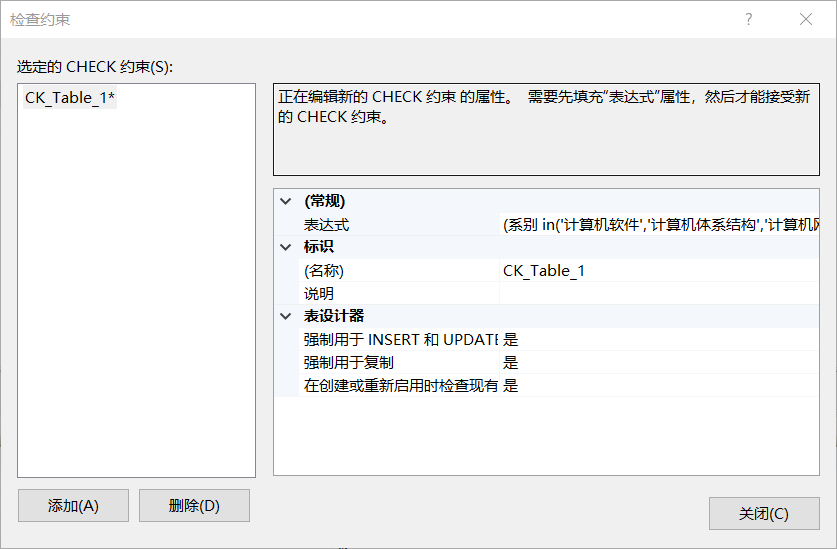 检查约束
选定的 CHECK 约束(S):
CK_Table_1*
正在编辑新的 CHECK 约束 的属性。 需要先填充"表达式"属性，然后才能接受新
的 CHECK 约束。
(常规)
表达式 (系别 in('计算机软件','计算机体系结构','计算机网
标识
(名称) CK_Table_1
说明
表设计器
强制用于 INSERT 和 UPDATE 是
强制用于复制 是
在创建或重新启用时检查现有 是
添加(A) 删除(D)
关闭(C)